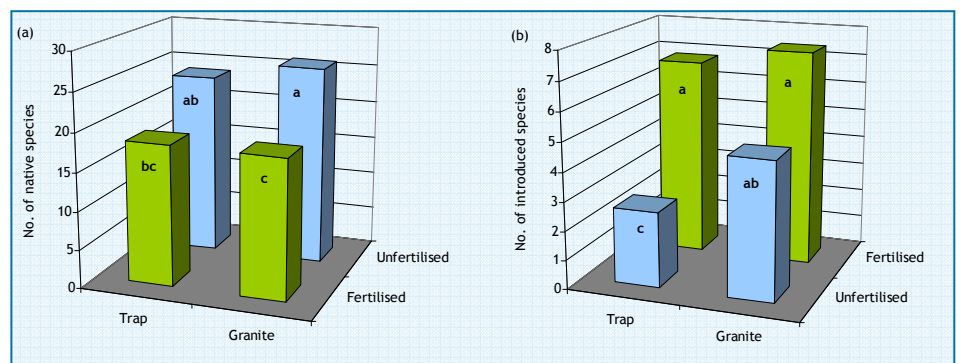 (a)
No. of native species
30
25
20
15
10
5
0
ab
a
bc
c
Trap
Granite
Fertilised
Unfertilised
(b)
No. of introduced species
8
7
6
5
4
3
2
1
0
a
a
c
ab
Trap
Granite
Unfertilised
Fertilised